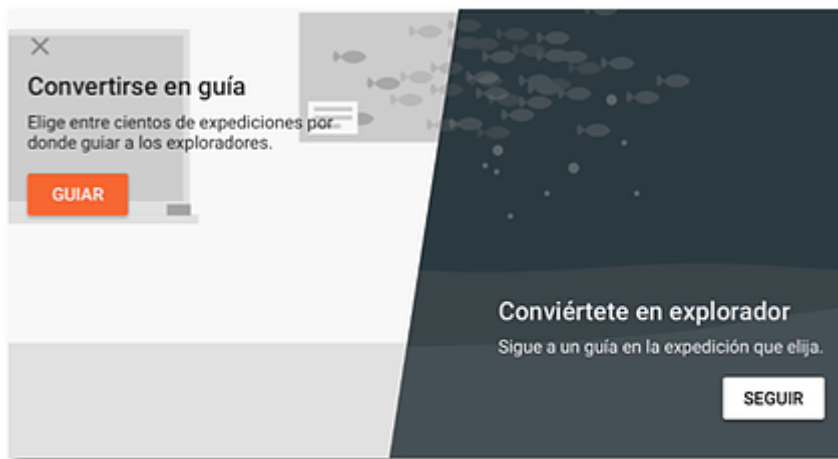 Convertirse en guía
Elige entre cientos de expediciones por
donde guiar a los exploradores.
GUIAR
Conviértete en explorador
Sigue a un guía en la expedición que elija.
SEGUIR